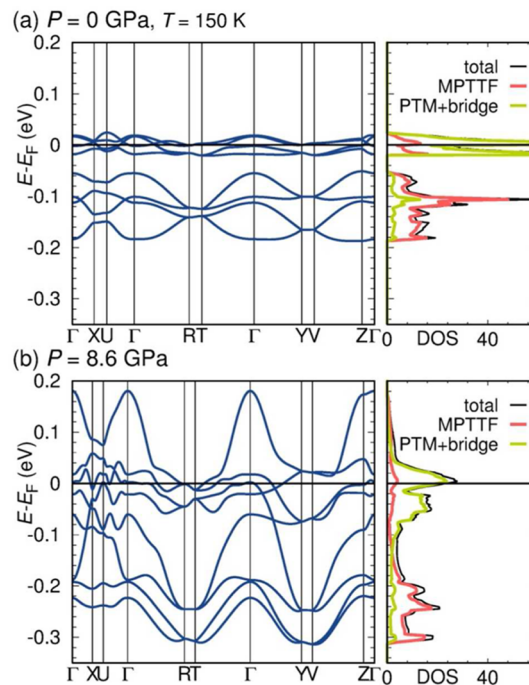 (a) P = 0 GPa, T = 150 K
0.2
0.1
0
-0.1
-0.2
-0.3
E-E_F (eV)
total
MPTTF
PTM+bridge
Γ XU Γ RT Γ YV ZΓ 0 DOS 40
(b) P = 8.6 GPa
0.2
0.1
0
-0.1
-0.2
-0.3
E-E_F (eV)
total
MPTTF
PTM+bridge
Γ XU Γ RT Γ YV ZΓ 0 DOS 40